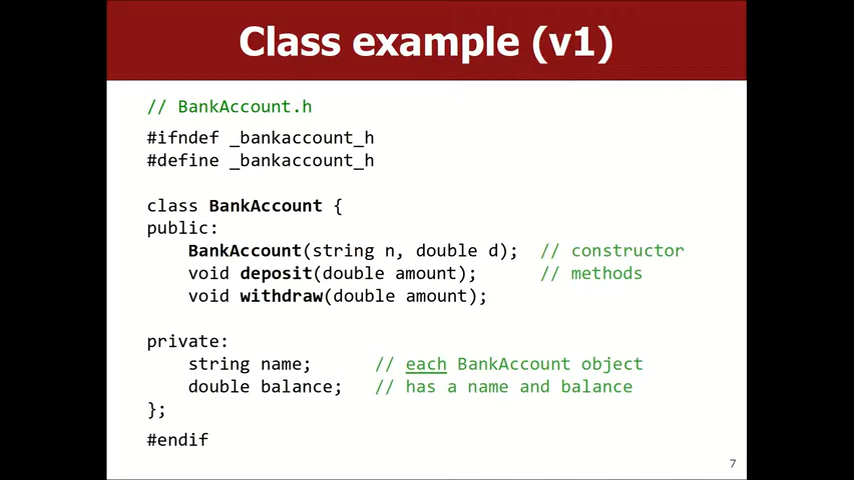 Class example (v1)
// BankAccount.h
#ifndef _bankaccount_h
#define _bankaccount_h
class BankAccount {
public:
BankAccount(string n, double d); // constructor
void deposit(double amount); // methods
void withdraw(double amount);
private:
string name; // each BankAccount object
double balance; // has a name and balance
};
#endif
7